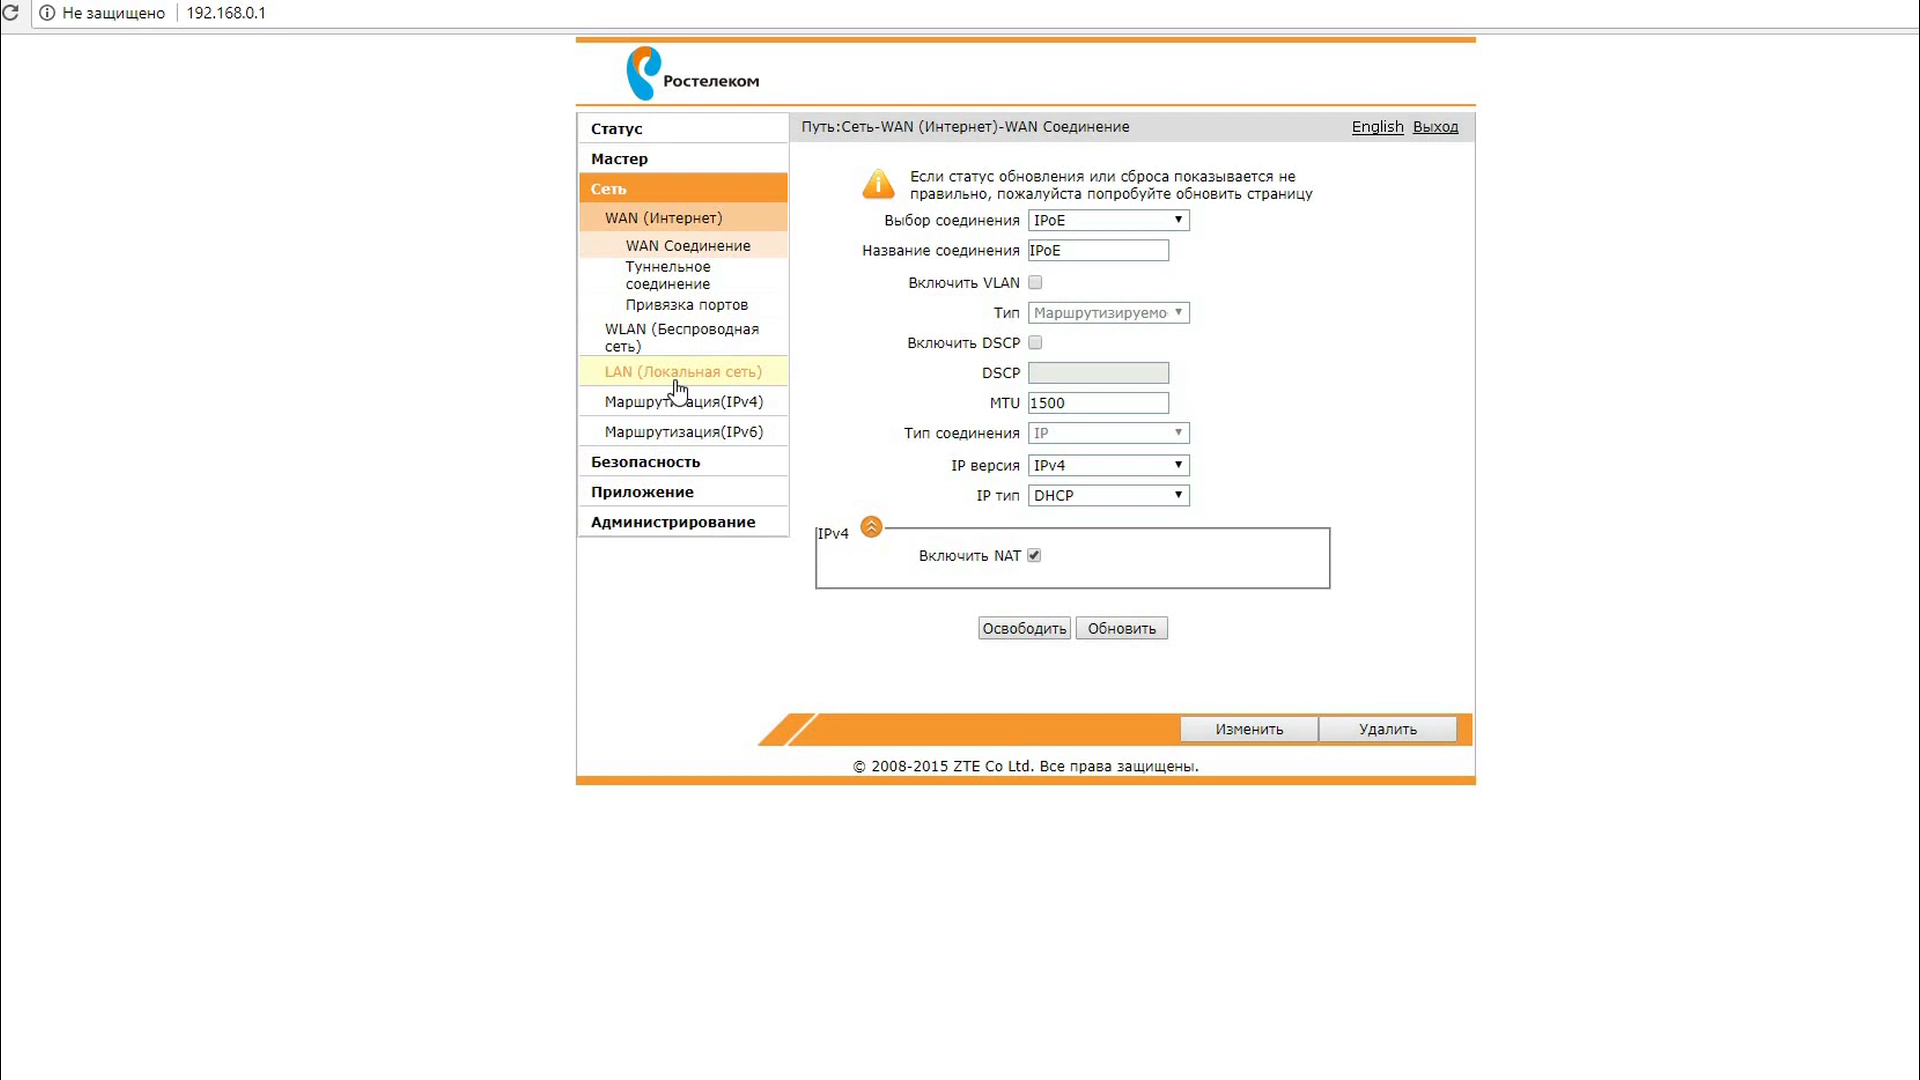 Не защищено 192.168.0.1
Ростелеком
Статус
Мастер
Сеть
WAN (Интернет)
WAN Соединение
Туннельное
соединение
Привязка портов
WLAN (Беспроводная
сеть)
LAN (Локальная сеть)
Маршрутизация(IPv4)
Маршрутизация(IPv6)
Безопасность
Приложение
Администрирование
Путь:Сеть-WAN (Интернет)-WAN Соединение English Выход
Если статус обновления или сброса показывается не
правильно, пожалуйста попробуйте обновить страницу
Выбор соединения IPoE
Название соединения IPoE
Включить VLAN
Тип Маршрутизируемо
Включить DSCP
DSCP
MTU 1500
Тип соединения IP
IP версия IPv4
IP тип DHCP
IPv4
Включить NAT
Освободить Обновить
Изменить Удалить
© 2008-2015 ZTE Co Ltd. Все права защищены.